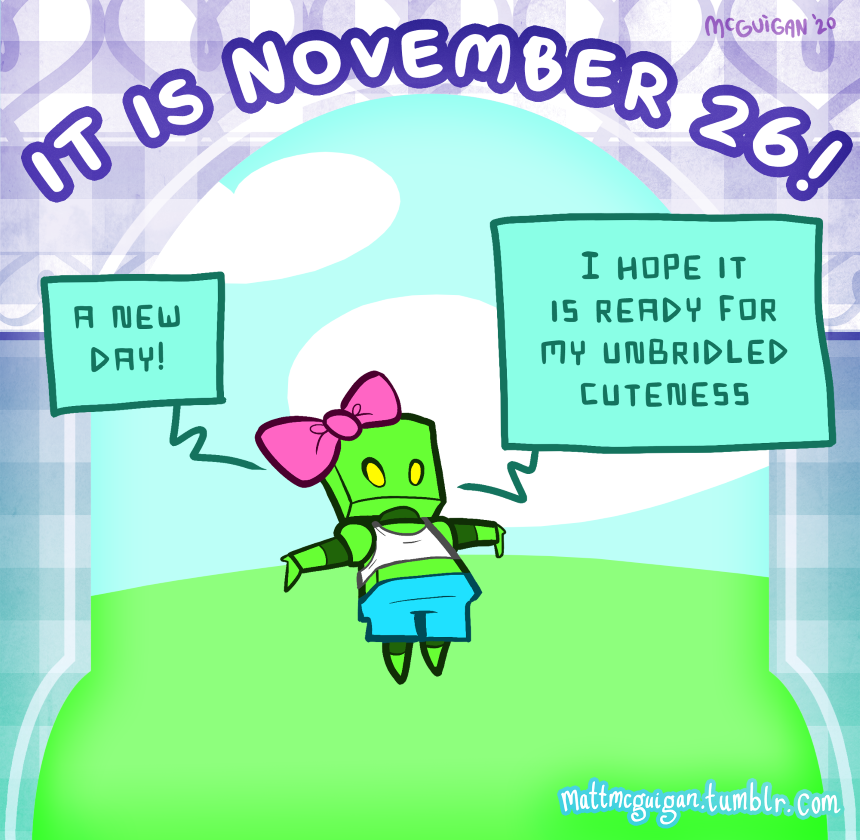 McGUiGAN '20
IT IS NOVEMBER 26!
A NEW
DAY!
I HOPE IT
IS READY FOR
MY UNBRIDLED
CUTENESS
mattmcguigan.tumblr.com